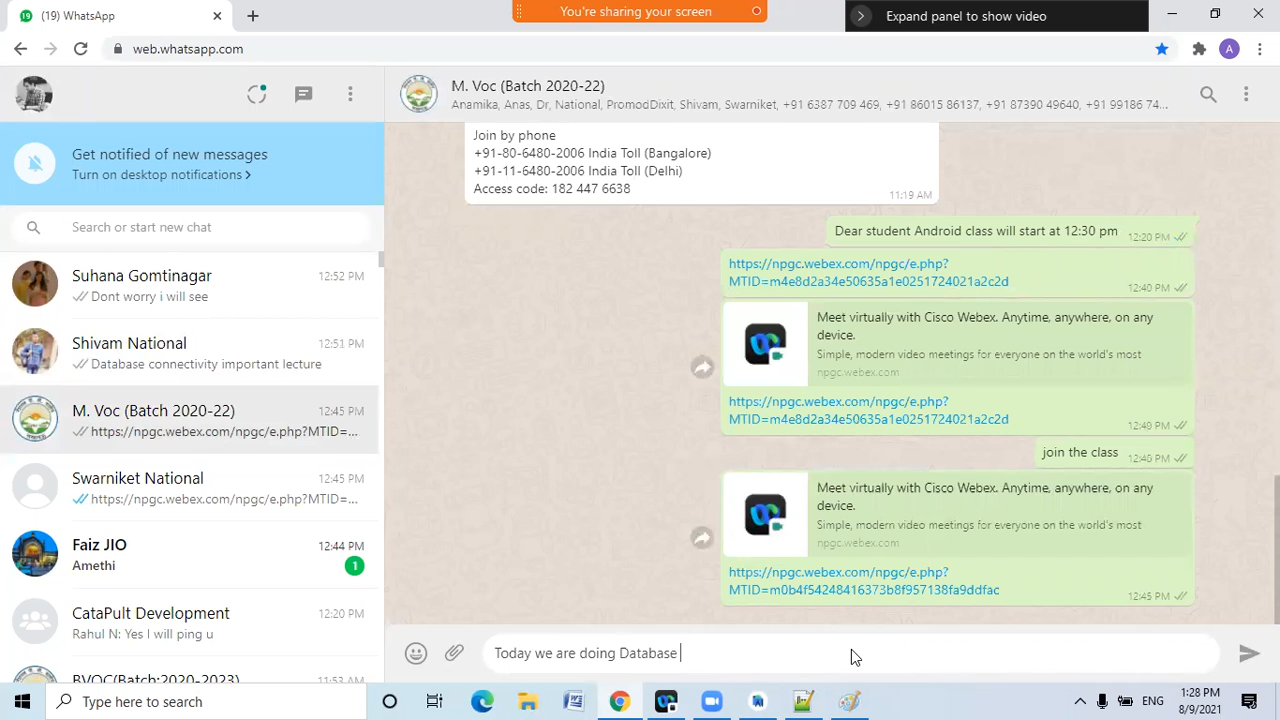 (19) WhatsApp
You're sharing your screen
Expand panel to show video
web.whatsapp.com
A
M. Voc (Batch 2020-22)
Anamika, Anas, Dr, National, PromodDixit, Shivam, Swarniket, +91 6387 709 469, +91 86015 86137, +91 87390 49640, +91 99186 74...
Get notified of new messages
Turn on desktop notifications
Search or start new chat
Suhana Gomtinagar
12:52 PM
Dont worry i will see
Shivam National
12:51 PM
Database connectivity important lecture
M. Voc (Batch 2020-22)
12:45 PM
https://npgc.webex.com/npgc/e.php?MTID=...
Swarniket National
12:45 PM
https://npgc.webex.com/npgc/e.php?MTID=...
Faiz JIO
12:44 PM
Amethi
1
CataPult Development
12:20 PM
Rahul N: Yes I will ping u
BVOC(Batch:2020-2023)
11:53 AM
Join by phone
+91-80-6480-2006 India Toll (Bangalore)
+91-11-6480-2006 India Toll (Delhi)
Access code: 182 447 6638
11:19 AM
Dear student Android class will start at 12:30 pm
12:20 PM
https://npgc.webex.com/npgc/e.php?
MTID=m4e8d2a34e50635a1e0251724021a2c2d
12:40 PM
Meet virtually with Cisco Webex. Anytime, anywhere, on any
device.
Simple, modern video meetings for everyone on the world's most
npgc.webex.com
https://npgc.webex.com/npgc/e.php?
MTID=m4e8d2a34e50635a1e0251724021a2c2d
12:40 PM
join the class
12:40 PM
Meet virtually with Cisco Webex. Anytime, anywhere, on any
device.
Simple, modern video meetings for everyone on the world's most
npgc.webex.com
https://npgc.webex.com/npgc/e.php?
MTID=m0b4f54248416373b8f957138fa9ddfac
12:45 PM
Today we are doing Database
Type here to search
ENG
1:28 PM
8/9/2021